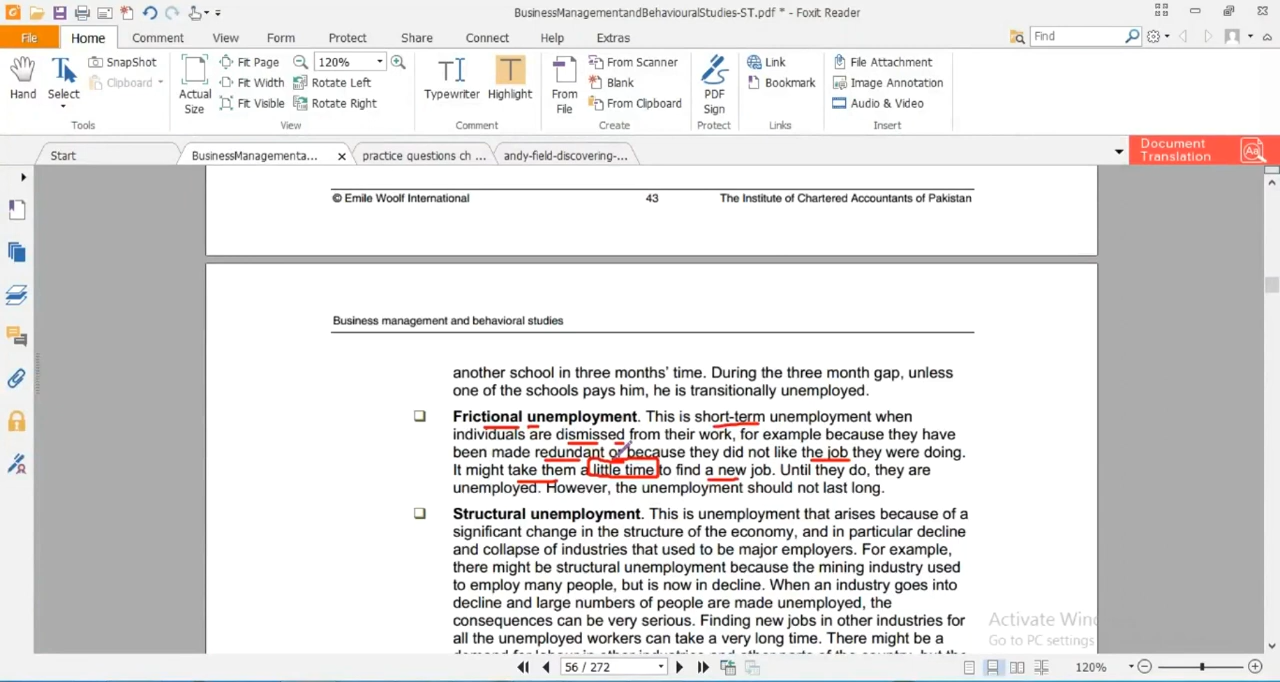 BusinessManagementandBehaviouralStudies-ST.pdf * - Foxit Reader
File Home Comment View Form Protect Share Connect Help Extras Find
Hand Select SnapShot Clipboard Actual Size Fit Page Fit Width Fit Visible 120% Rotate Left Rotate Right Typewriter Highlight From File From Scanner Blank From Clipboard PDF Sign Link Bookmark File Attachment Image Annotation Audio & Video
Tools View Comment Create Protect Links Insert
Start BusinessManagementa... practice questions ch ... andy-field-discovering-... Document Translation
© Emile Woolf International 43 The Institute of Chartered Accountants of Pakistan
Business management and behavioral studies
another school in three months' time. During the three month gap, unless
one of the schools pays him, he is transitionally unemployed.
Frictional unemployment. This is short-term unemployment when
individuals are dismissed from their work, for example because they have
been made redundant or because they did not like the job they were doing.
It might take them a little time to find a new job. Until they do, they are
unemployed. However, the unemployment should not last long.
Structural unemployment. This is unemployment that arises because of a
significant change in the structure of the economy, and in particular decline
and collapse of industries that used to be major employers. For example,
there might be structural unemployment because the mining industry used
to employ many people, but is now in decline. When an industry goes into
decline and large numbers of people are made unemployed, the
consequences can be very serious. Finding new jobs in other industries for
all the unemployed workers can take a very long time. There might be a
Activate Win
Go to PC settings
56 / 272 120%